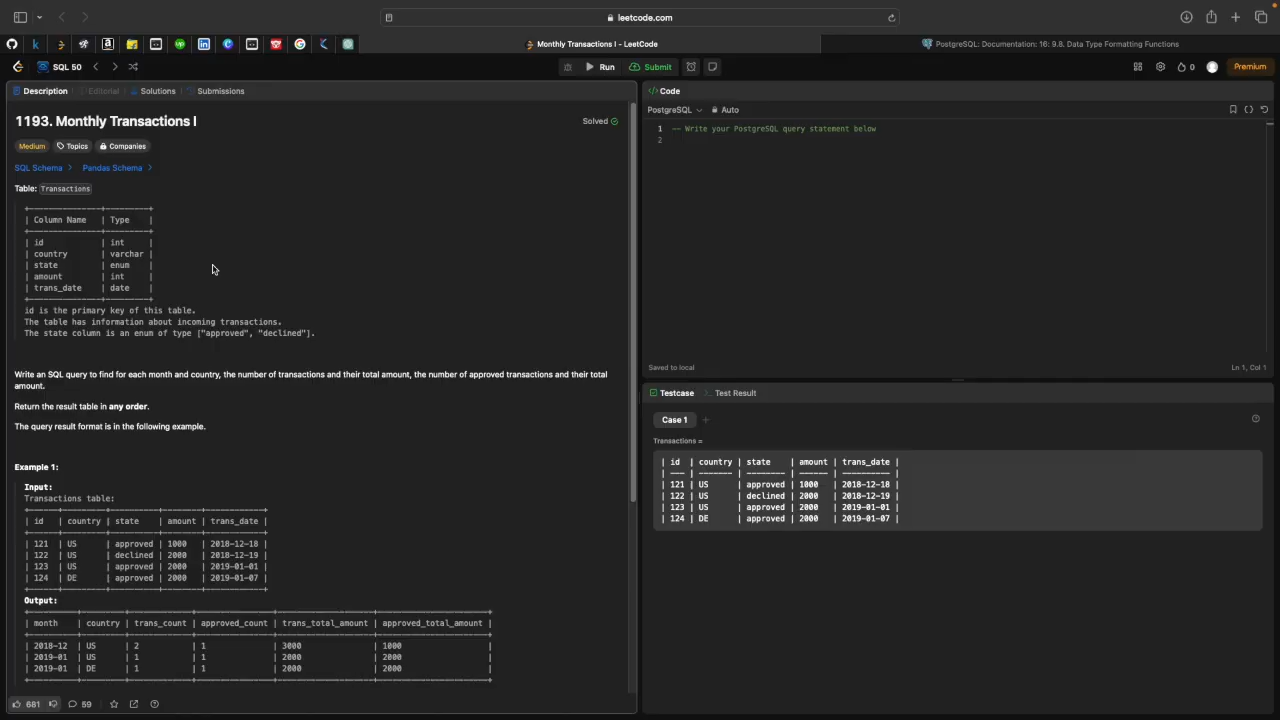 leetcode.com
Monthly Transactions I - LeetCode
PostgreSQL: Documentation: 16: 9.8. Data Type Formatting Functions
SQL 50
Run
Submit
0
Premium
Description
Editorial
Solutions
Submissions
1193. Monthly Transactions I
Solved
Medium
Topics
Companies
SQL Schema
Pandas Schema
Table: Transactions
+---------------+---------+
| Column Name   | Type    |
+---------------+---------+
| id            | int     |
| country       | varchar |
| state         | enum    |
| amount        | int     |
| trans_date    | date    |
+---------------+---------+
id is the primary key of this table.
The table has information about incoming transactions.
The state column is an enum of type ["approved", "declined"].
Write an SQL query to find for each month and country, the number of transactions and their total amount, the number of approved transactions and their total
amount.
Return the result table in any order.
The query result format is in the following example.
Example 1:
Input:
Transactions table:
+------+---------+----------+--------+------------+
| id   | country | state    | amount | trans_date |
+------+---------+----------+--------+------------+
| 121  | US      | approved | 1000   | 2018-12-18 |
| 122  | US      | declined | 2000   | 2018-12-19 |
| 123  | US      | approved | 2000   | 2019-01-01 |
| 124  | DE      | approved | 2000   | 2019-01-07 |
+------+---------+----------+--------+------------+
Output:
+----------+---------+-------------+----------------+--------------------+-----------------------+
| month    | country | trans_count | approved_count | trans_total_amount | approved_total_amount |
+----------+---------+-------------+----------------+--------------------+-----------------------+
| 2018-12  | US      | 2           | 1              | 3000               | 1000                  |
| 2019-01  | US      | 1           | 1              | 2000               | 2000                  |
| 2019-01  | DE      | 1           | 1              | 2000               | 2000                  |
+----------+---------+-------------+----------------+--------------------+-----------------------+
681
59
Code
PostgreSQL
Auto
1 -- Write your PostgreSQL query statement below
2
Saved to local
Ln 1, Col 1
Testcase
Test Result
Case 1
Transactions =
| id  | country | state    | amount | trans_date |
| --- | ------- | -------- | ------ | ---------- |
| 121 | US      | approved | 1000   | 2018-12-18 |
| 122 | US      | declined | 2000   | 2018-12-19 |
| 123 | US      | approved | 2000   | 2019-01-01 |
| 124 | DE      | approved | 2000   | 2019-01-07 |